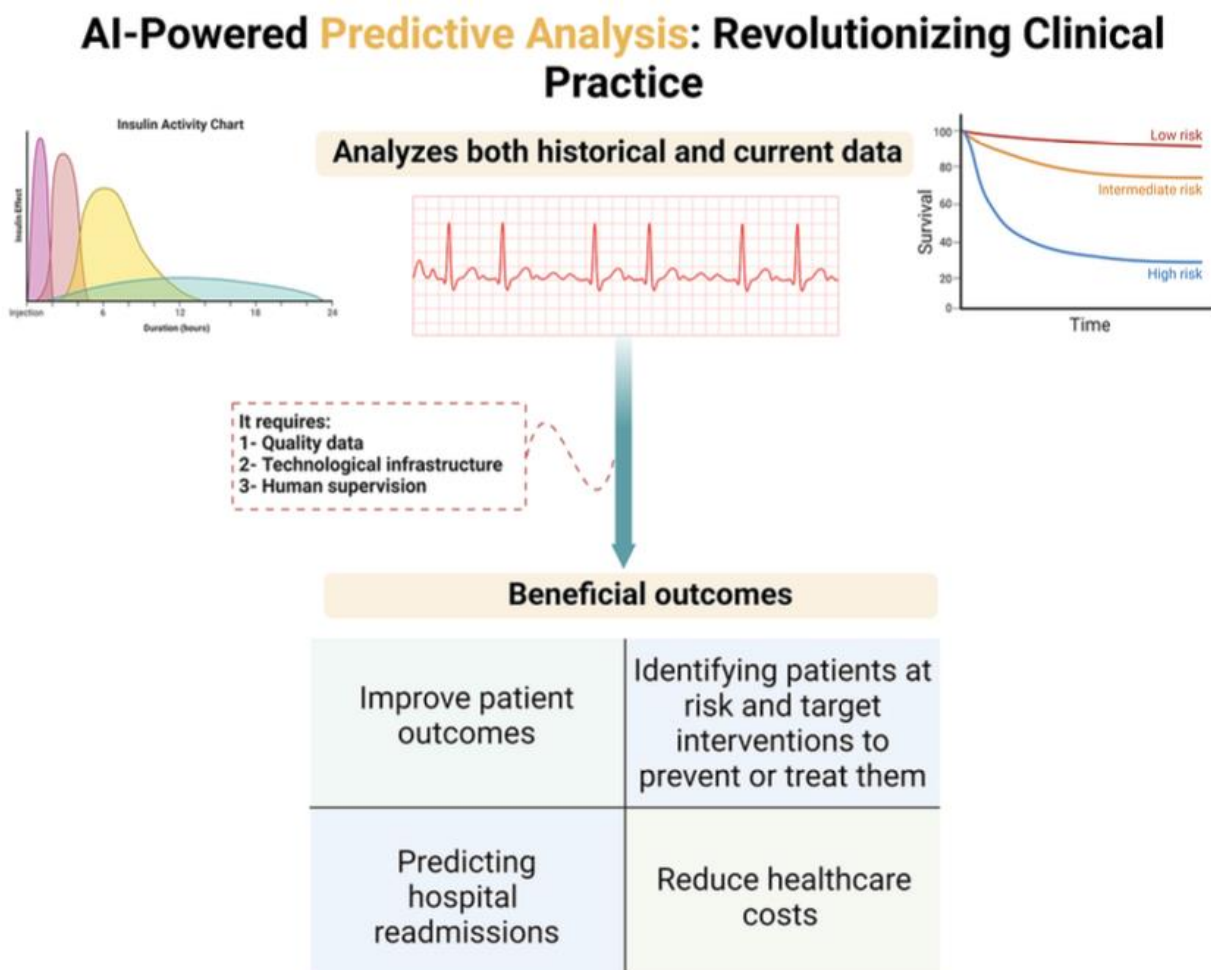 AI-Powered Predictive Analysis: Revolutionizing Clinical
Practice
Insulin Activity Chart
Insulin Effect
Injection
6
12
18
24
Duration (hours)
Analyzes both historical and current data
100
80
60
40
20
0
Survival
Low risk
Intermediate risk
High risk
Time
It requires:
1- Quality data
2- Technological infrastructure
3- Human supervision
Beneficial outcomes
Improve patient
outcomes
Identifying patients at
risk and target
interventions to
prevent or treat them
Predicting
hospital
readmissions
Reduce healthcare
costs